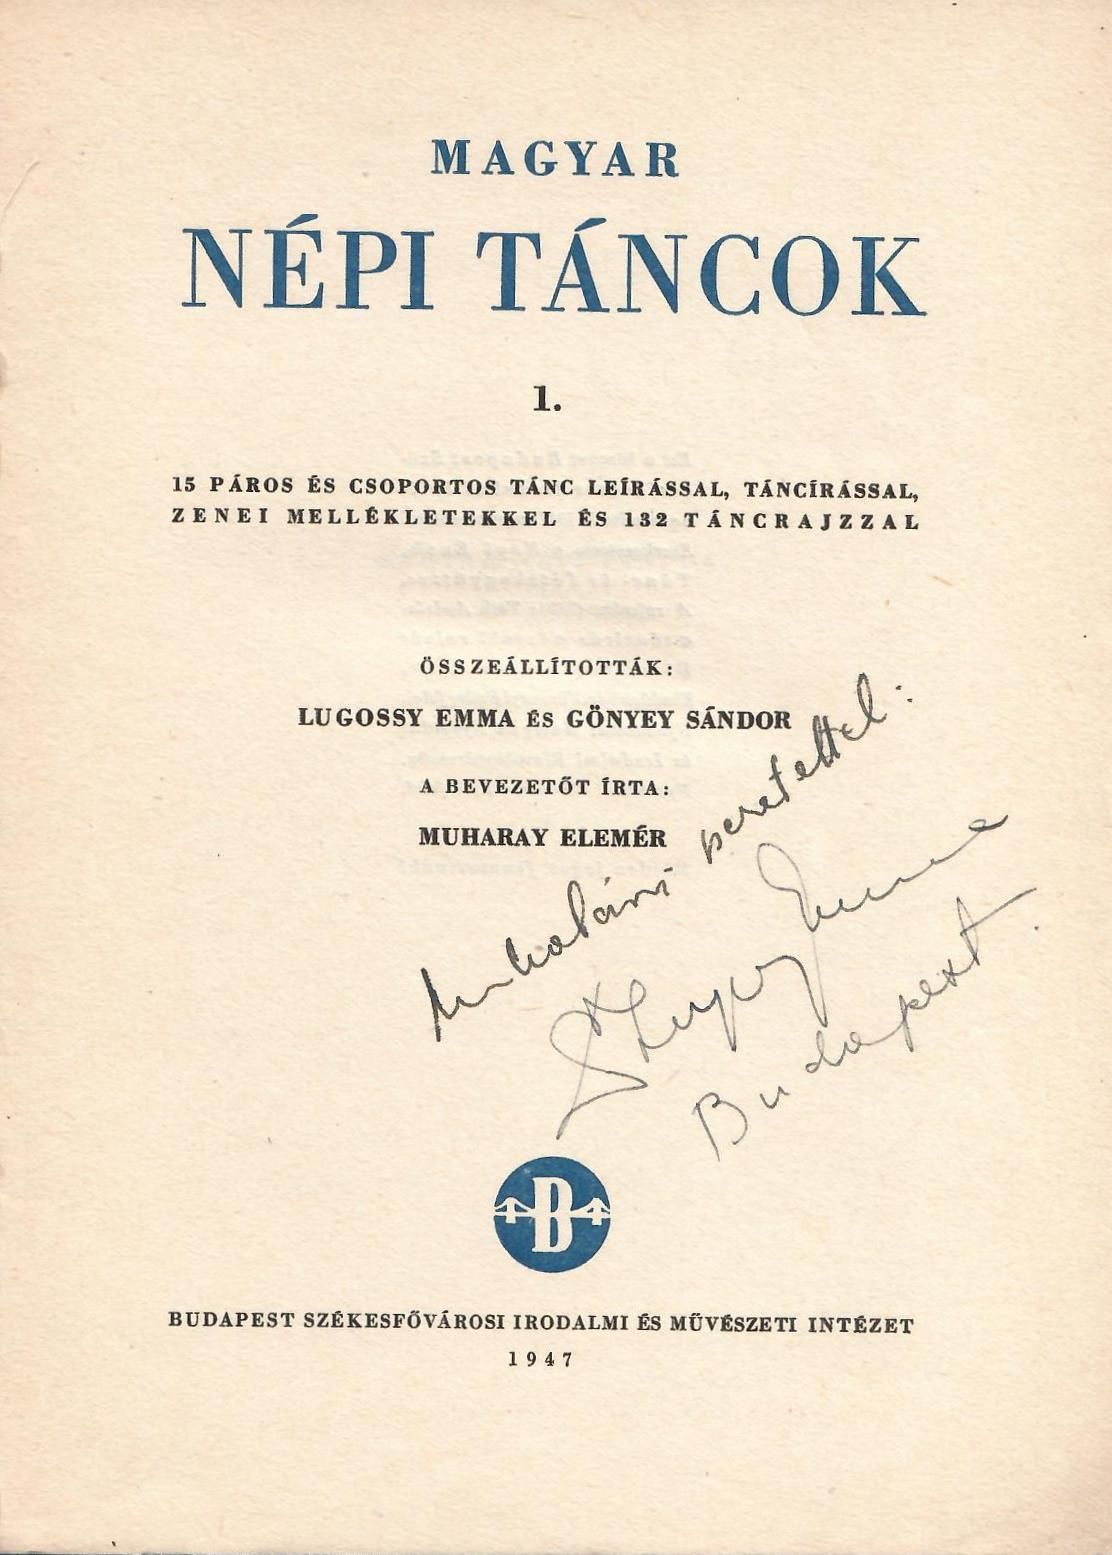 MAGYAR
NÉPI TÁNCOK
1.
15 PÁROS ÉS CSOPORTOS TÁNC LEÍRÁSSAL, TÁNCÍRÁSSAL,
ZENEI MELLÉKLETEKKEL ÉS 132 TÁNCRAJZZAL
ÖSSZEÁLLÍTOTTÁK:
LUGOSSY EMMA ÉS GÖNYEY SÁNDOR
A BEVEZETŐT ÍRTA:
MUHARAY ELEMÉR
szeretettel:
Emma
Budapest.
B
BUDAPEST SZÉKESFŐVÁROSI IRODALMI ÉS MŰVÉSZETI INTÉZET
1947